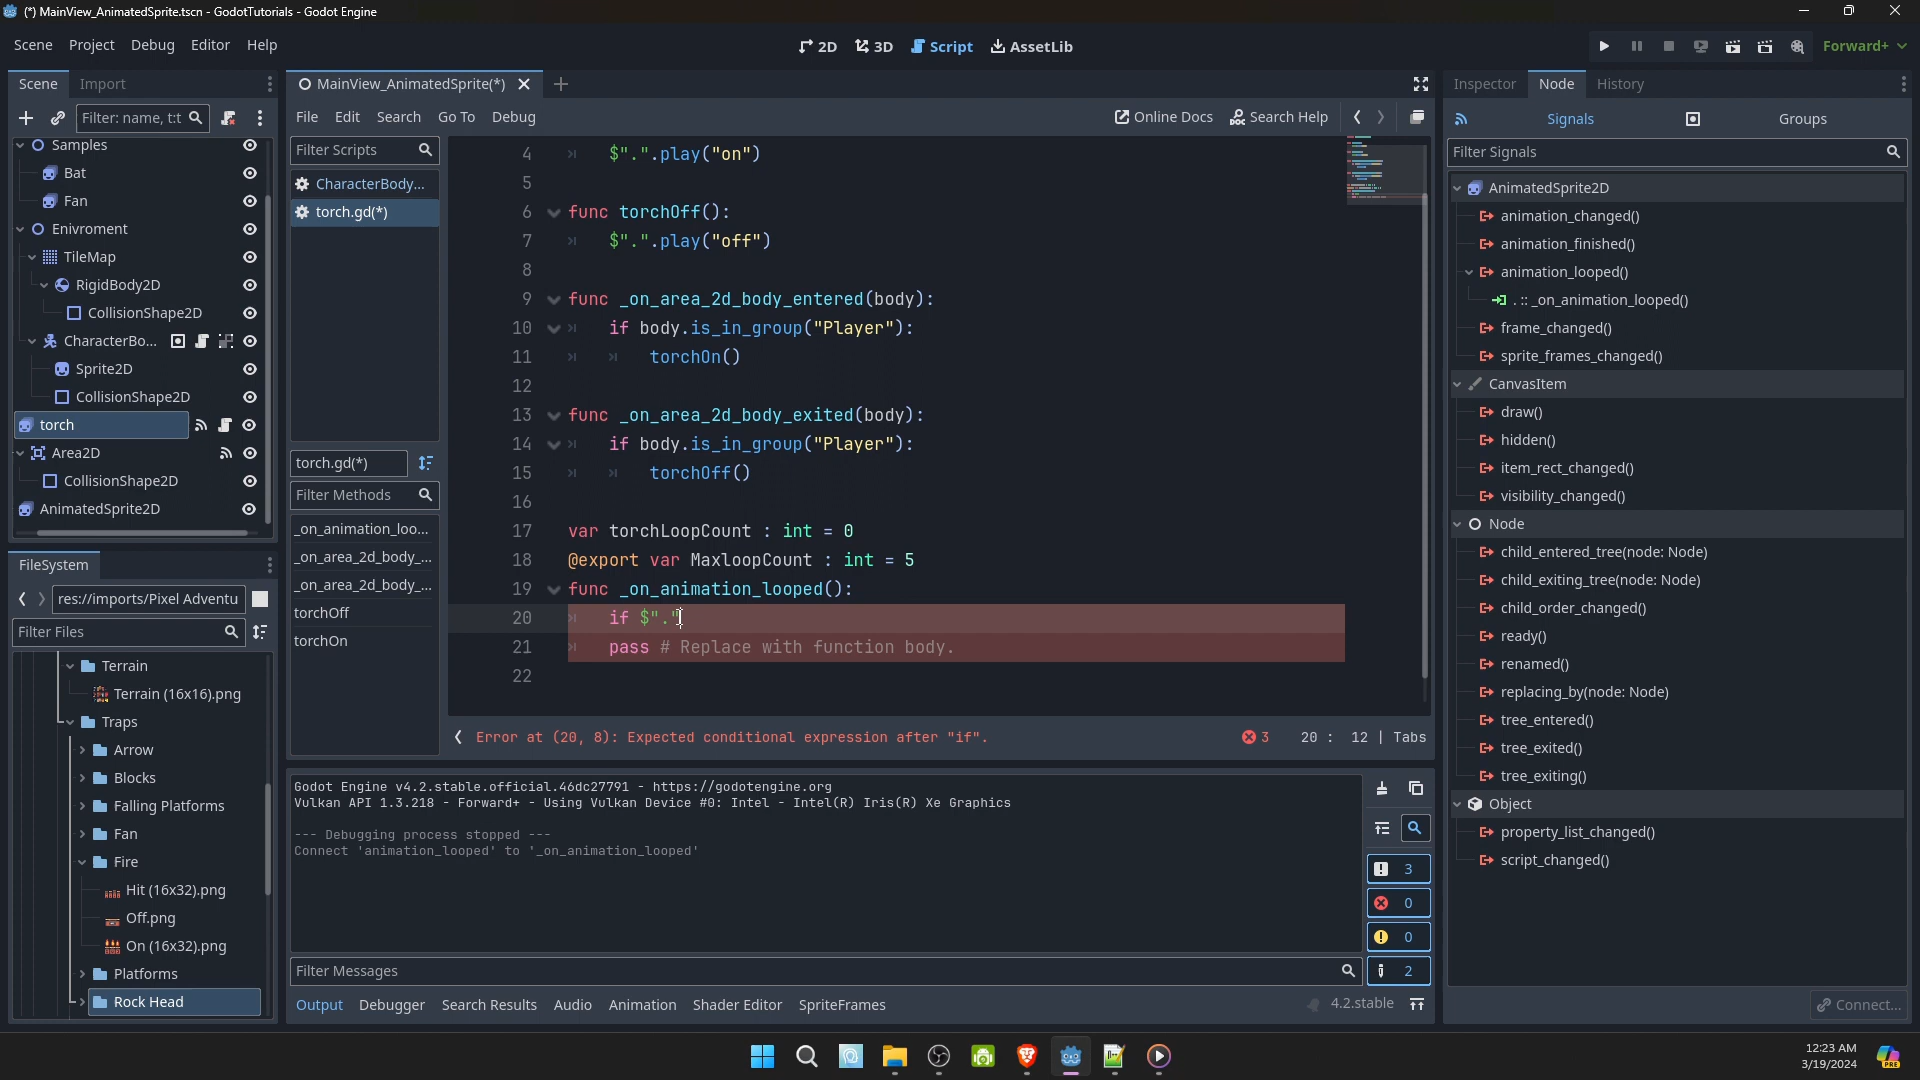 (*) MainView_AnimatedSprite.tscn - GodotTutorials - Godot Engine
Scene Project Debug Editor Help
2D 3D Script AssetLib
Forward+
Scene Import
Filter: name, t:t
Samples
Bat
Fan
Enivroment
TileMap
RigidBody2D
CollisionShape2D
CharacterBo...
Sprite2D
CollisionShape2D
torch
Area2D
CollisionShape2D
AnimatedSprite2D
FileSystem
res://imports/Pixel Adventu
Filter Files
Terrain
Terrain (16x16).png
Traps
Arrow
Blocks
Falling Platforms
Fan
Fire
Hit (16x32).png
Off.png
On (16x32).png
Platforms
Rock Head
MainView_AnimatedSprite(*)
File Edit Search Go To Debug
Online Docs Search Help
Filter Scripts
CharacterBody...
torch.gd(*)
torch.gd(*)
Filter Methods
_on_animation_loo...
_on_area_2d_body_...
_on_area_2d_body_...
torchOff
torchOn
4 $".".play("on")
5
6 func torchOff():
7 $".".play("off")
8
9 func _on_area_2d_body_entered(body):
10 if body.is_in_group("Player"):
11 torchOn()
12
13 func _on_area_2d_body_exited(body):
14 if body.is_in_group("Player"):
15 torchOff()
16
17 var torchLoopCount : int = 0
18 @export var MaxloopCount : int = 5
19 func _on_animation_looped():
20 if $"."
21 pass # Replace with function body.
22
Error at (20, 8): Expected conditional expression after "if".
3 20 : 12 | Tabs
Godot Engine v4.2.stable.official.46dc27791 - https://godotengine.org
Vulkan API 1.3.218 - Forward+ - Using Vulkan Device #0: Intel - Intel(R) Iris(R) Xe Graphics
--- Debugging process stopped ---
Connect 'animation_looped' to '_on_animation_looped'
3
0
0
2
Filter Messages
Output Debugger Search Results Audio Animation Shader Editor SpriteFrames
4.2.stable
Inspector Node History
Signals Groups
Filter Signals
AnimatedSprite2D
animation_changed()
animation_finished()
animation_looped()
. :: _on_animation_looped()
frame_changed()
sprite_frames_changed()
CanvasItem
draw()
hidden()
item_rect_changed()
visibility_changed()
Node
child_entered_tree(node: Node)
child_exiting_tree(node: Node)
child_order_changed()
ready()
renamed()
replacing_by(node: Node)
tree_entered()
tree_exited()
tree_exiting()
Object
property_list_changed()
script_changed()
Connect...
12:23 AM
3/19/2024
PRE